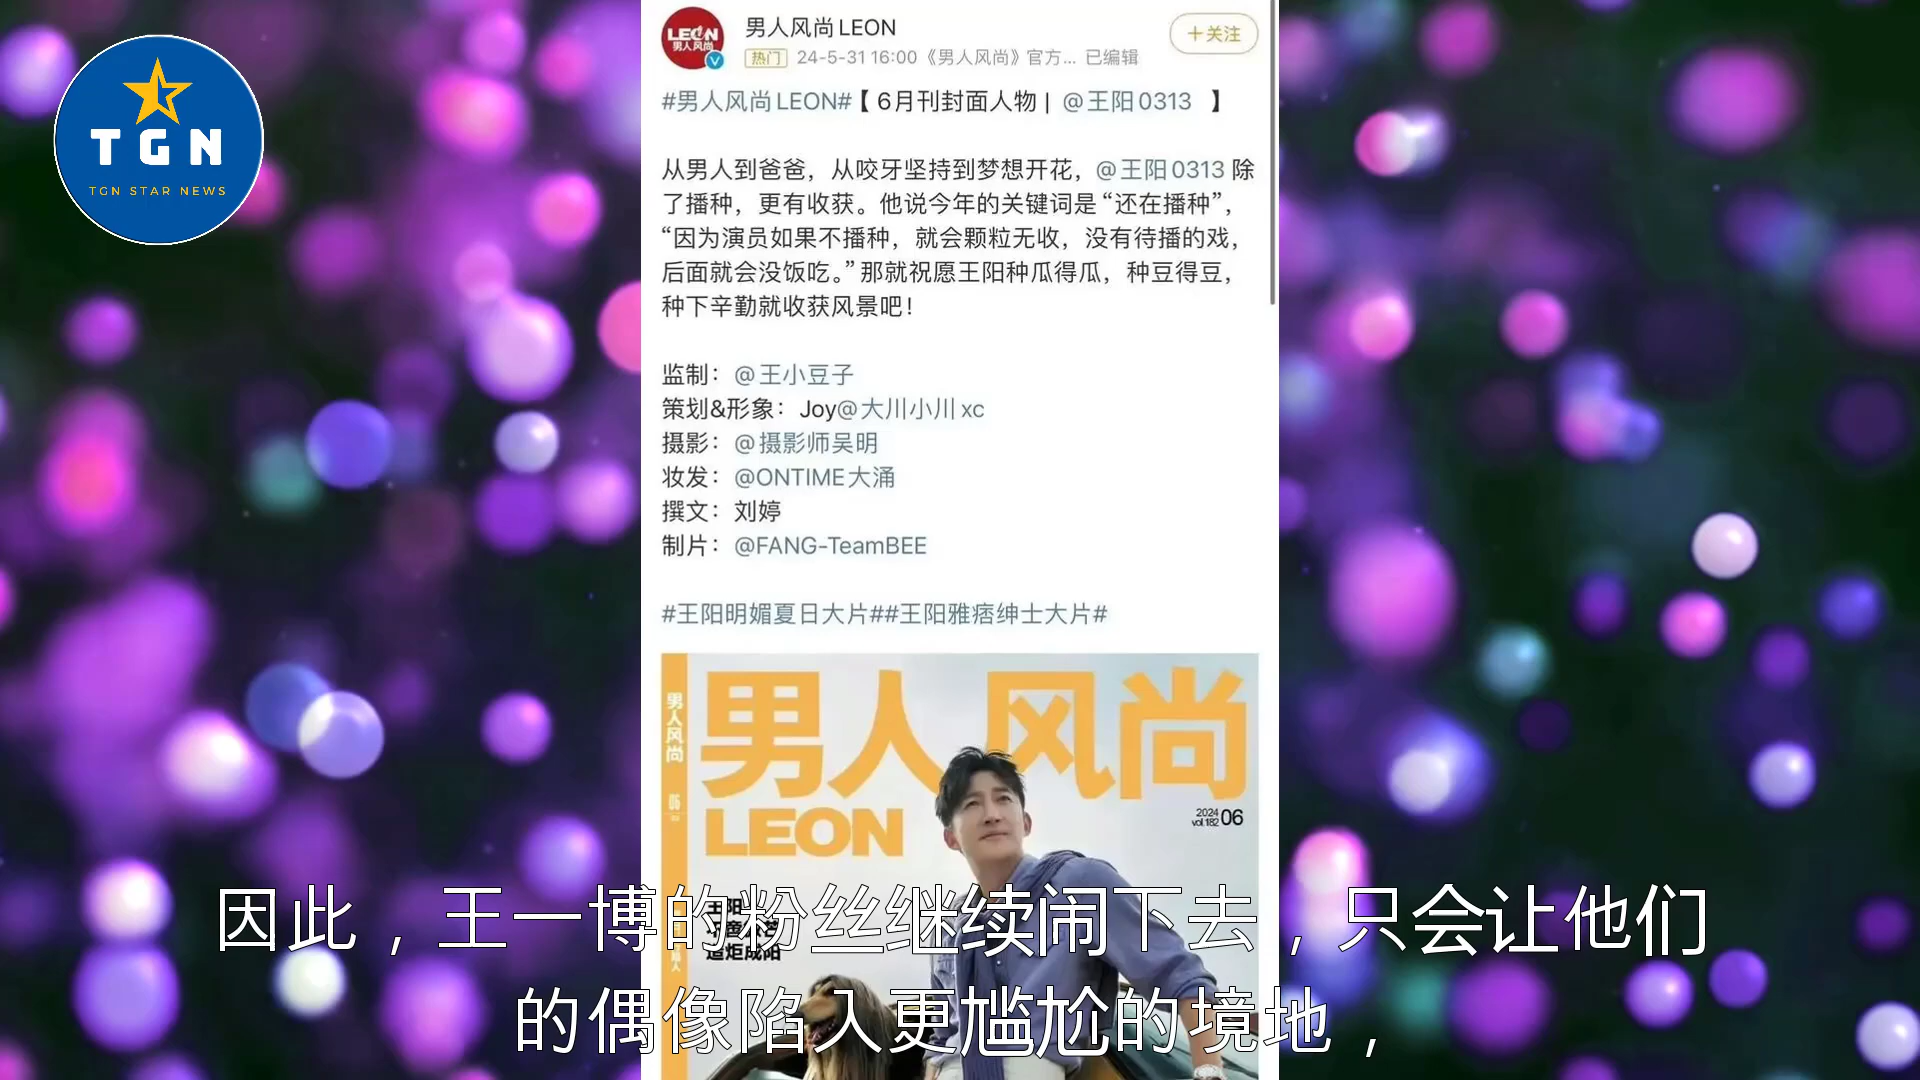 TGN
TGN STAR NEWS
LEON
男人风尚
男人风尚LEON
热门 24-5-31 16:00《男人风尚》官方... 已编辑
+关注
#男人风尚LEON#【 6月刊封面人物 | @王阳0313 】
从男人到爸爸，从咬牙坚持到梦想开花，@王阳0313 除
了播种，更有收获。他说今年的关键词是“还在播种”，
“因为演员如果不播种，就会颗粒无收，没有待播的戏，
后面就会没饭吃。”那就祝愿王阳种瓜得瓜，种豆得豆，
种下辛勤就收获风景吧！
监制：@王小豆子
策划&形象：Joy@大川小川xc
摄影：@摄影师吴明
妆发：@ONTIME大涌
撰文：刘婷
制片：@FANG-TeamBEE
#王阳明媚夏日大片##王阳雅痞绅士大片#
男人风尚
06
男人风尚
LEON
2024
vol.182 06
因此，王一博的粉丝继续闹下去，只会让他们
的偶像陷入更尴尬的境地，